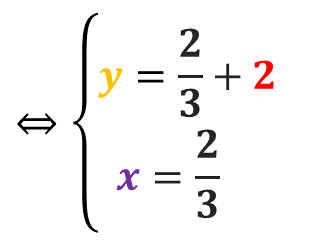 ⇔ { y = 2/3 + 2
x = 2/3